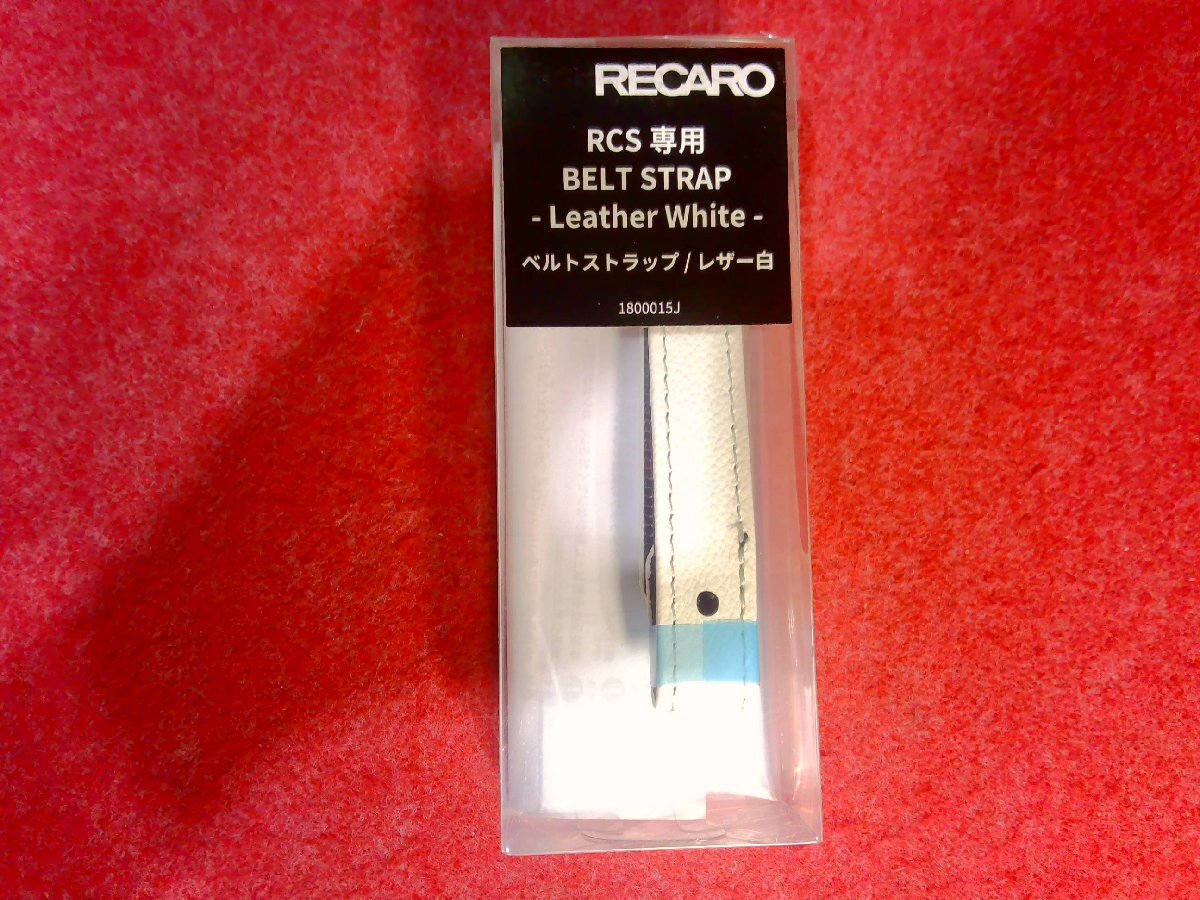 RECARO
RCS 専用
BELT STRAP
- Leather White -
ベルトストラップ / レザー白
1800015J